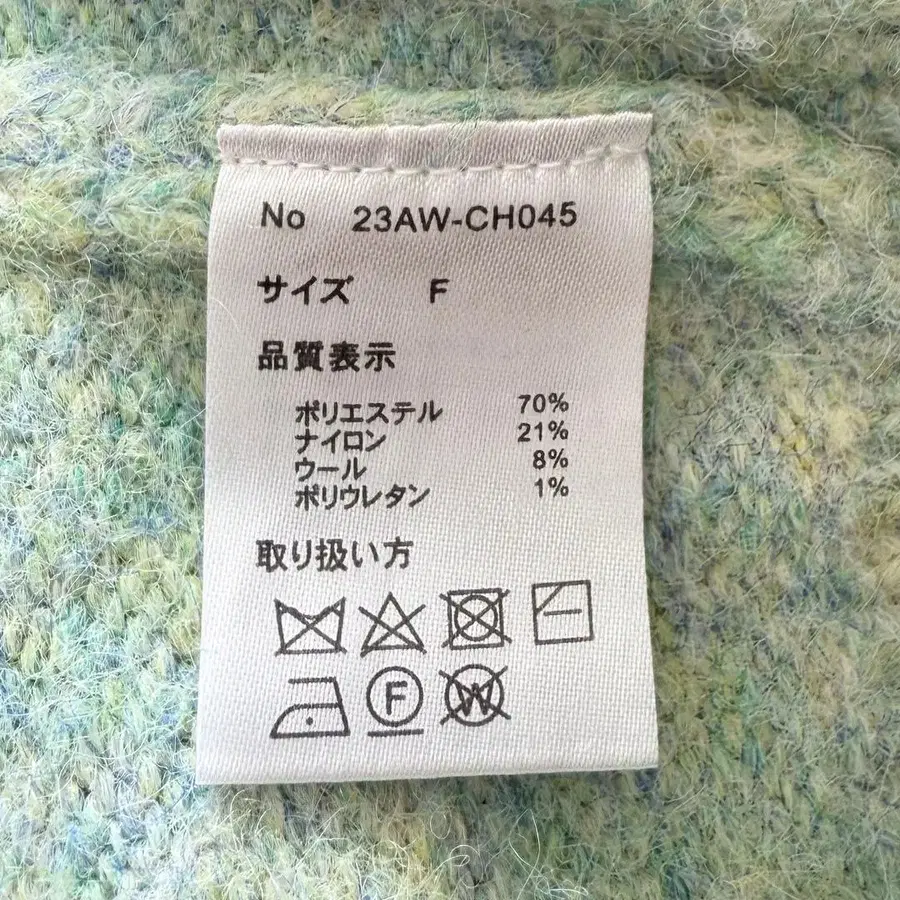 No 23AW-CH045
サイズ F
品質表示
ポリエステル 70%
ナイロン 21%
ウール 8%
ポリウレタン 1%
取り扱い方
F W